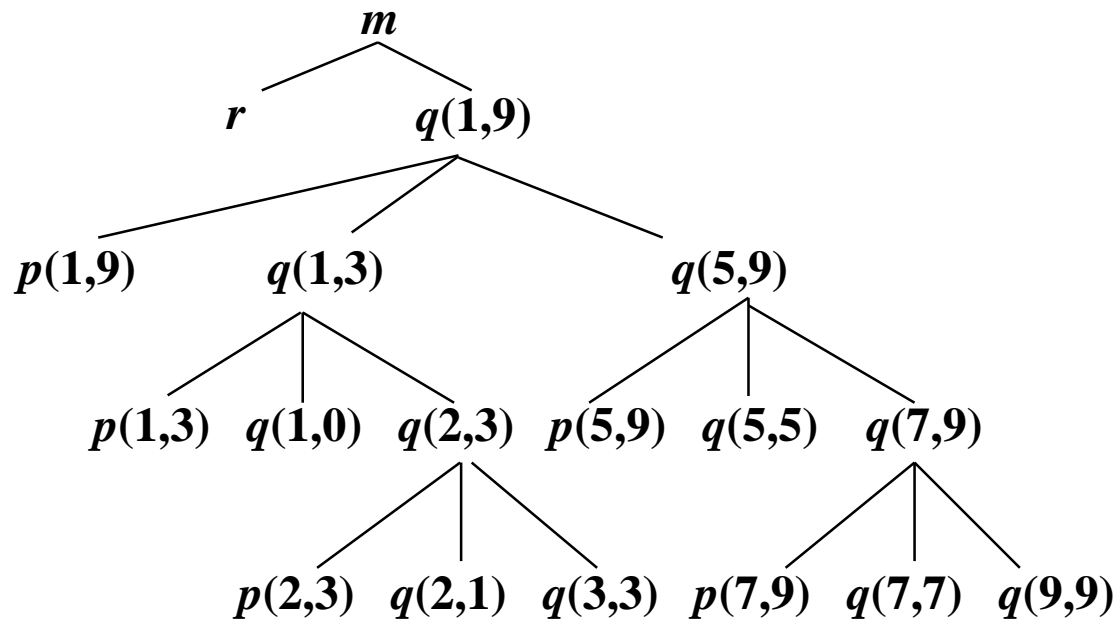 m
r q(1,9)
p(1,9) q(1,3) q(5,9)
p(1,3) q(1,0) q(2,3) p(5,9) q(5,5) q(7,9)
p(2,3) q(2,1) q(3,3) p(7,9) q(7,7) q(9,9)